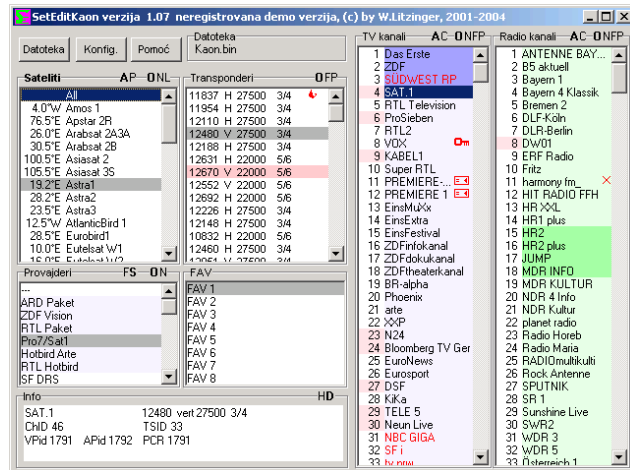 SetEditKaon verzija 1.07 neregistrovana demo verzija, (c) by W.Litzinger, 2001-2004
Datoteka Konfig. Pomoć
Datoteka
Kaon.bin
Sateliti AP ONL
All
4.0°W Amos 1
76.5°E Apstar 2R
26.0°E Arabsat 2A3A
30.5°E Arabsat 2B
100.5°E Asiasat 2
105.5°E Asiasat 3S
19.2°E Astra1
28.2°E Astra2
23.5°E Astra3
12.5°W AtlanticBird 1
28.5°E Eurobird1
10.0°E Eutelsat W1
16.0°E Eutelsat W2
Transponderi OFP
11837 H 27500 3/4
11954 H 27500 3/4
12110 H 27500 3/4
12480 V 27500 3/4
12188 H 27500 3/4
12631 H 22000 5/6
12670 V 22000 5/6
12552 V 22000 5/6
12692 H 22000 5/6
12226 H 27500 3/4
12148 H 27500 3/4
10832 H 22000 5/6
12460 H 27500 3/4
12051 V 27500 3/4
Provajderi FS ON
---
ARD Paket
ZDF Vision
RTL Paket
Pro7/Sat1
Hotbird Arte
RTL Hotbird
SF DRS
FAV
FAV 1
FAV 2
FAV 3
FAV 4
FAV 5
FAV 6
FAV 7
FAV 8
Info HD
SAT.1 12480 vert 27500 3/4
ChID 46 TSID 33
VPid 1791 APid 1792 PCR 1791
TV kanali AC ONFP
1 Das Erste
2 ZDF
3 SÜDWEST RP
4 SAT.1
5 RTL Television
6 ProSieben
7 RTL2
8 VOX
9 KABEL1
10 Super RTL
11 PREMIERE-...
12 PREMIERE 1
13 EinsMuXx
14 EinsExtra
15 EinsFestival
16 ZDFinfokanal
17 ZDFdokukanal
18 ZDFtheaterkanal
19 BR-alpha
20 Phoenix
21 arte
22 XXP
23 N24
24 Bloomberg TV Ger
25 EuroNews
26 Eurosport
27 DSF
28 KiKa
29 TELE 5
30 Neun Live
31 NBC GIGA
32 SF i
33 tv.nrw
Radio kanali AC ONFP
1 ANTENNE BAY...
2 B5 aktuell
3 Bayern 1
4 Bayern 4 Klassik
5 Bremen 2
6 DLF-Köln
7 DLR-Berlin
8 DW01
9 ERF Radio
10 Fritz
11 harmony fm_
12 HIT RADIO FFH
13 HR XXL
14 HR1 plus
15 HR2
16 HR2 plus
17 JUMP
18 MDR INFO
19 MDR KULTUR
20 NDR 4 Info
21 NDR Kultur
22 planet radio
23 Radio Horeb
24 Radio Maria
25 RADIOmultikulti
26 Rock Antenne
27 SPUTNIK
28 SR 1
29 Sunshine Live
30 SWR2
31 WDR 3
32 WDR 5
33 Österreich 1